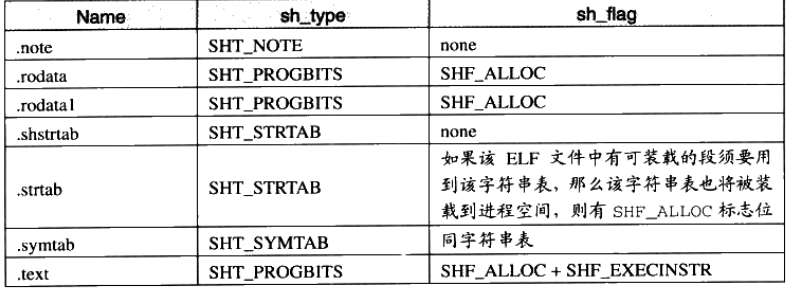 Name sh_type sh_flag
.note SHT_NOTE none
.rodata SHT_PROGBITS SHF_ALLOC
.rodata1 SHT_PROGBITS SHF_ALLOC
.shstrtab SHT_STRTAB none
.strtab SHT_STRTAB 如果该 ELF 文件中有可装载的段须要用
到该字符串表，那么该字符串表也将被装
载到进程空间，则有 SHF_ALLOC 标志位
.symtab SHT_SYMTAB 同字符串表
.text SHT_PROGBITS SHF_ALLOC + SHF_EXECINSTR